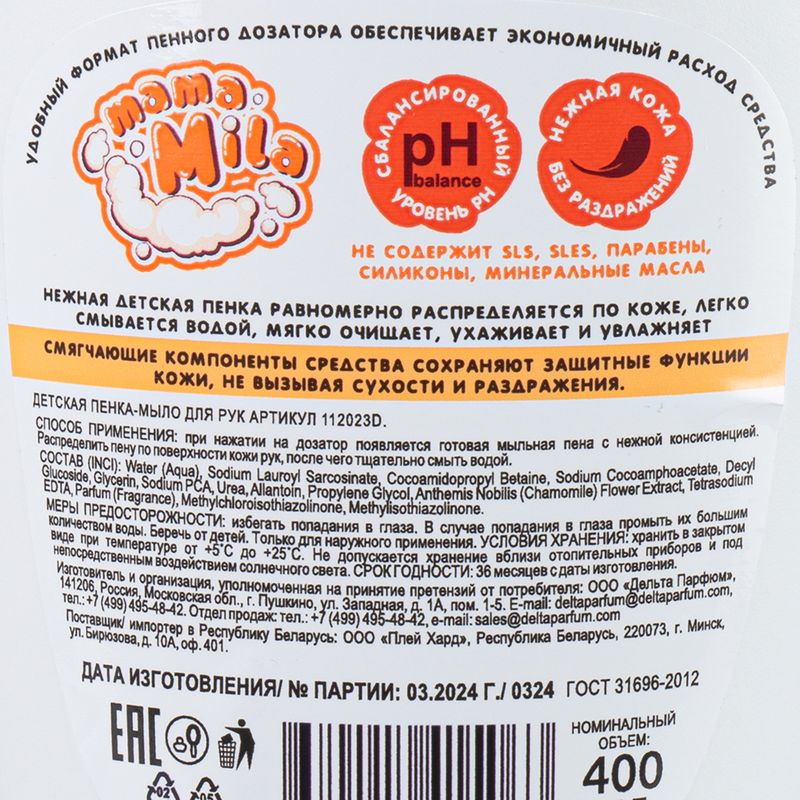 УДОБНЫЙ ФОРМАТ ПЕННОГО ДОЗАТОРА ОБЕСПЕЧИВАЕТ ЭКОНОМИЧНЫЙ РАСХОД СРЕДСТВА
mama
Mila
СБАЛАНСИРОВАННЫЙ
pH
balance
УРОВЕНЬ PH
НЕЖНАЯ КОЖА
БЕЗ РАЗДРАЖЕНИЙ
НЕ СОДЕРЖИТ SLS, SLES, ПАРАБЕНЫ,
СИЛИКОНЫ, МИНЕРАЛЬНЫЕ МАСЛА
НЕЖНАЯ ДЕТСКАЯ ПЕНКА РАВНОМЕРНО РАСПРЕДЕЛЯЕТСЯ ПО КОЖЕ, ЛЕГКО
СМЫВАЕТСЯ ВОДОЙ, МЯГКО ОЧИЩАЕТ, УХАЖИВАЕТ И УВЛАЖНЯЕТ
СМЯГЧАЮЩИЕ КОМПОНЕНТЫ СРЕДСТВА СОХРАНЯЮТ ЗАЩИТНЫЕ ФУНКЦИИ
КОЖИ, НЕ ВЫЗЫВАЯ СУХОСТИ И РАЗДРАЖЕНИЯ.
ДЕТСКАЯ ПЕНКА-МЫЛО ДЛЯ РУК АРТИКУЛ 112023D.
СПОСОБ ПРИМЕНЕНИЯ: при нажатии на дозатор появляется готовая мыльная пена с нежной консистенцией.
Распределить пену по поверхности кожи рук, после чего тщательно смыть водой.
СОСТАВ (INCI): Water (Aqua), Sodium Lauroyl Sarcosinate, Cocoamidopropyl Betaine, Sodium Cocoamphoacetate, Decyl
Glucoside, Glycerin, Sodium PCA, Urea, Allantoin, Propylene Glycol, Anthemis Nobilis (Chamomile) Flower Extract, Tetrasodium
EDTA, Parfum (Fragrance), Methylchloroisothiazolinone, Methylisothiazolinone.
МЕРЫ ПРЕДОСТОРОЖНОСТИ: избегать попадания в глаза. В случае попадания в глаза промыть их большим
количеством воды. Беречь от детей. Только для наружного применения. УСЛОВИЯ ХРАНЕНИЯ: хранить в закрытом
виде при температуре от +5°С до +25°С. Не допускается хранение вблизи отопительных приборов и под
непосредственным воздействием солнечного света. СРОК ГОДНОСТИ: 36 месяцев с даты изготовления.
Изготовитель и организация, уполномоченная на принятие претензий от потребителя: ООО «Дельта Парфюм»,
141206, Россия, Московская обл., г. Пушкино, ул. Западная, д. 1А, пом. 1-5. E-mail: deltaparfum@deltaparfum.com,
тел.: +7 (499) 495-48-42. Отдел продаж: тел.: +7 (499) 495-48-42, e-mail: sales@deltaparfum.com
Поставщик/ импортер в Республику Беларусь: ООО «Плей Хард», Республика Беларусь, 220073, г. Минск,
ул. Бирюзова, д. 10А, оф. 401.
ДАТА ИЗГОТОВЛЕНИЯ/ № ПАРТИИ: 03.2024 Г./ 0324 ГОСТ 31696-2012
EAC
НОМИНАЛЬНЫЙ
ОБЪЕМ:
400
02
05